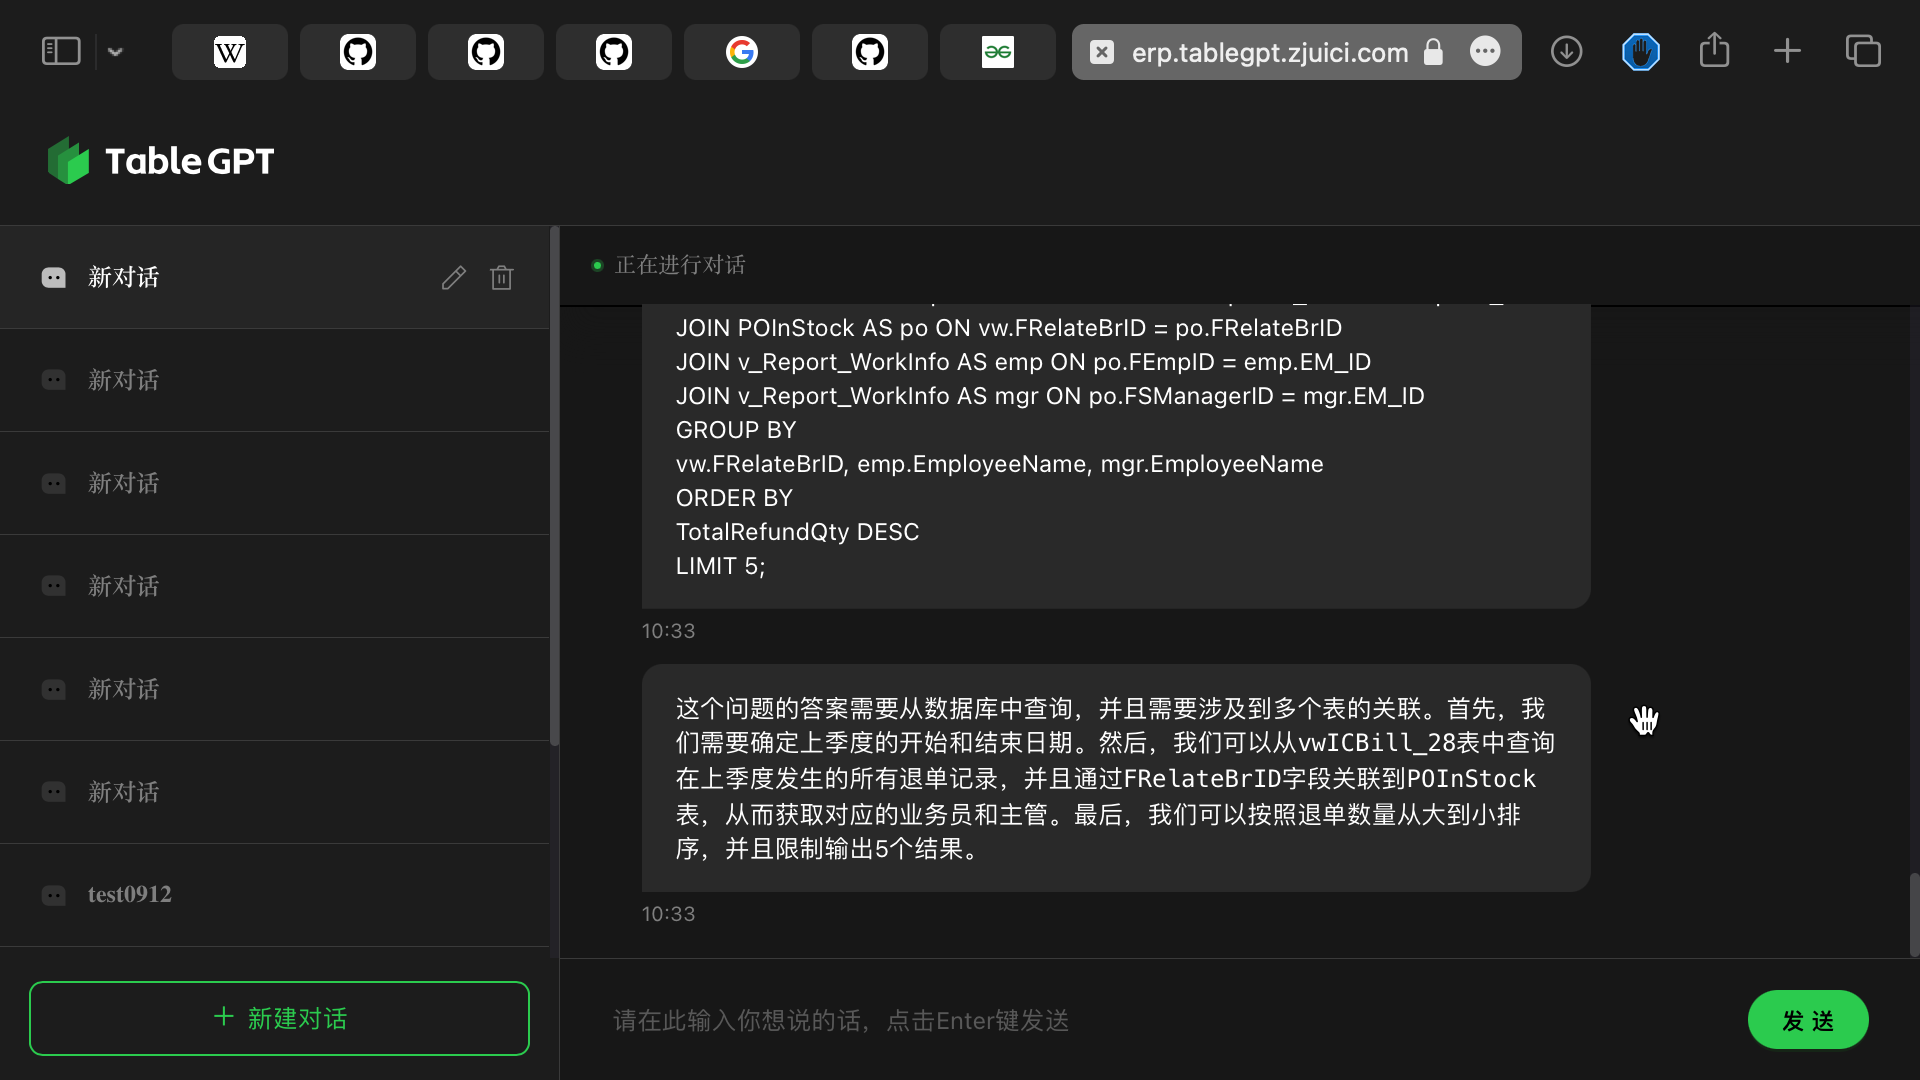 erp.tablegpt.zjuici.com
Table GPT
新对话
新对话
新对话
新对话
新对话
新对话
test0912
+ 新建对话
正在进行对话
JOIN POInStock AS po ON vw.FRelateBrID = po.FRelateBrID
JOIN v_Report_WorkInfo AS emp ON po.FEmpID = emp.EM_ID
JOIN v_Report_WorkInfo AS mgr ON po.FSManagerID = mgr.EM_ID
GROUP BY
vw.FRelateBrID, emp.EmployeeName, mgr.EmployeeName
ORDER BY
TotalRefundQty DESC
LIMIT 5;
10:33
这个问题的答案需要从数据库中查询，并且需要涉及到多个表的关联。首先，我
们需要确定上季度的开始和结束日期。然后，我们可以从vwICBill_28表中查询
在上季度发生的所有退单记录，并且通过FRelateBrID字段关联到POInStock
表，从而获取对应的业务员和主管。最后，我们可以按照退单数量从大到小排
序，并且限制输出5个结果。
10:33
请在此输入你想说的话，点击Enter键发送
发 送